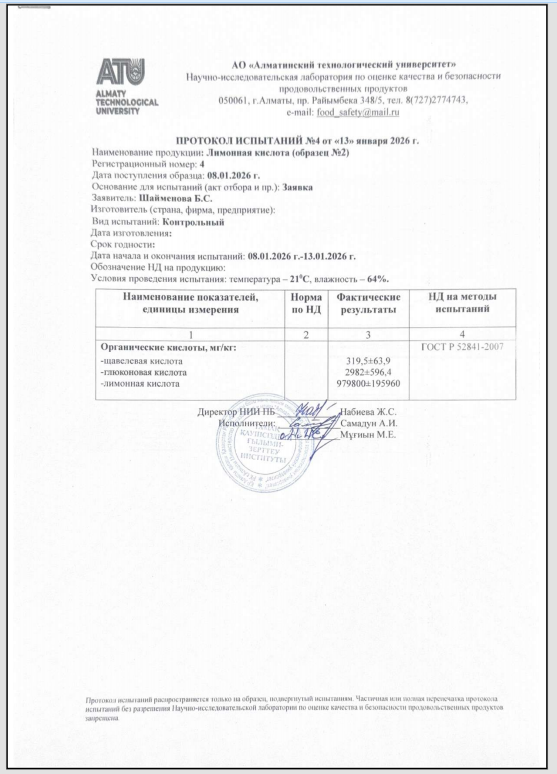 АО «Алматинский технологический университет»
Научно-исследовательская лаборатория по оценке качества и безопасности
продовольственных продуктов
050061, г.Алматы, пр. Райымбека 348/5, тел. 8(727)2774743,
e-mail: food_safety@mail.ru
ATU
ALMATY
TECHNOLOGICAL
UNIVERSITY
ПРОТОКОЛ ИСПЫТАНИЙ №4 от «13» января 2026 г.
Наименование продукции: Лимонная кислота (образец №2)
Регистрационный номер: 4
Дата поступления образца: 08.01.2026 г.
Основание для испытаний (акт отбора и пр.): Заявка
Заявитель: Шайменова Б.С.
Изготовитель (страна, фирма, предприятие):
Вид испытаний: Контрольный
Дата изготовления:
Срок годности:
Дата начала и окончания испытаний: 08.01.2026 г.-13.01.2026 г.
Обозначение НД на продукцию:
Условия проведения испытания: температура – 21⁰С, влажность – 64%.
Наименование показателей, единицы измерения
Норма по НД
Фактические результаты
НД на методы испытаний
1 2 3 4
Органические кислоты, мг/кг: ГОСТ Р 52841-2007
-щавелевая кислота 319,5±63,9
-глюконовая кислота 2982±596,4
-лимонная кислота 979800±195960
Директор НИИ ПБ Набиева Ж.С.
Исполнители: Самадун А.И.
Мұғиын М.Е.
ҒЫЛЫМИ-
ЗЕРТТЕУ
ИНСТИТУТЫ
Протокол испытаний распространяется только на образец, подвергнутый испытаниям. Частичная или полная перепечатка протокола
испытаний без разрешения Научно-исследовательской лаборатории по оценке качества и безопасности продовольственных продуктов
запрещена